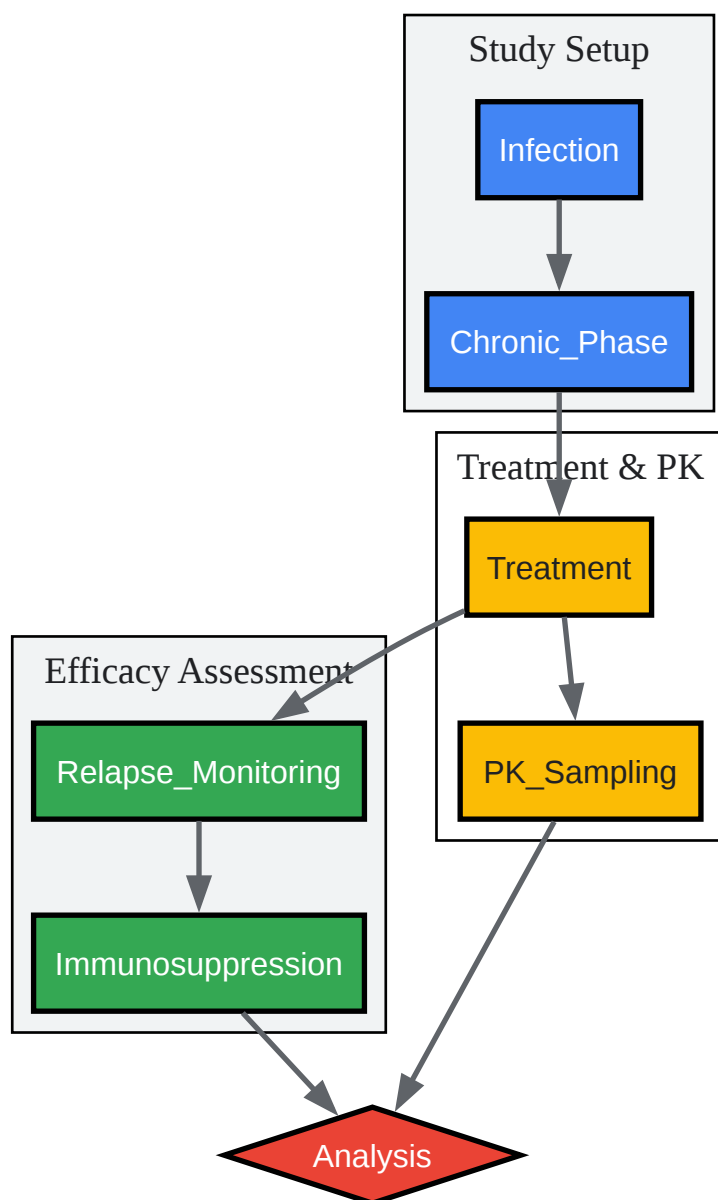 Study Setup
Infection
Chronic_Phase
Treatment & PK
Treatment
Efficacy Assessment
Relapse_Monitoring
PK_Sampling
Immunosuppression
Analysis